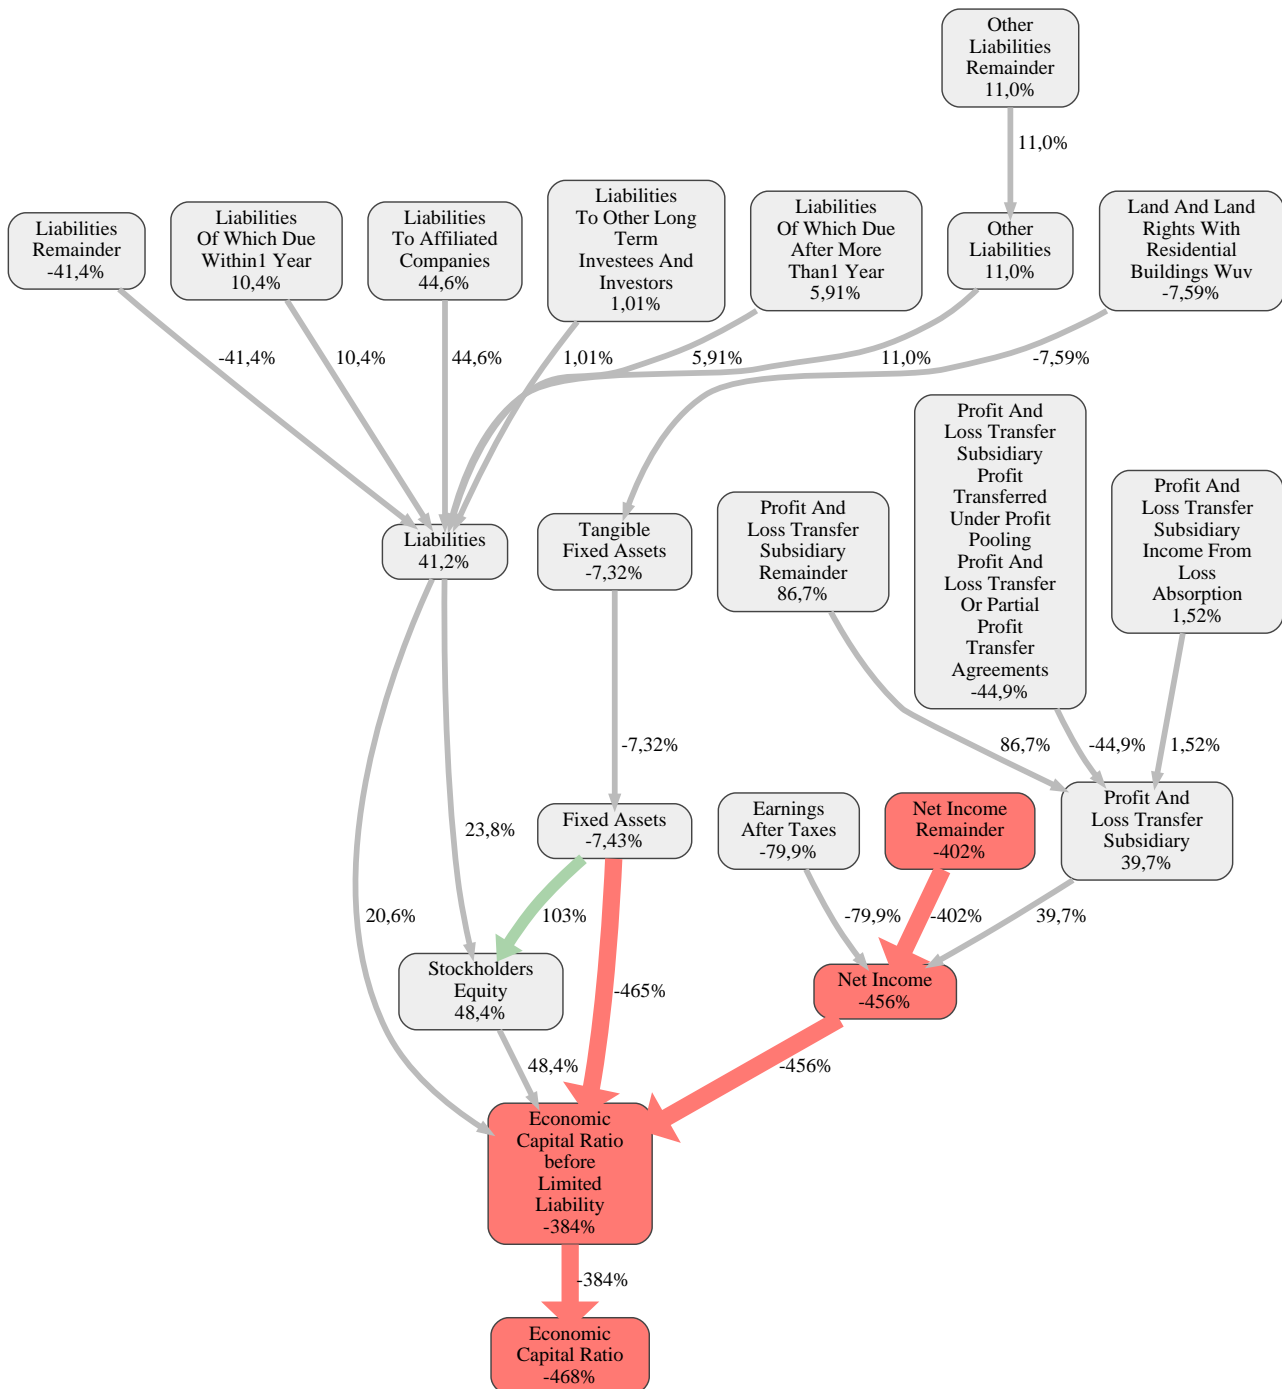 Other
Liabilities
Remainder
11,0%
11,0%
Liabilities
Remainder
-41,4%
Liabilities
Of Which Due
Within1 Year
10,4%
Liabilities
To Affiliated
Companies
44,6%
Liabilities
To Other Long
Term
Investees And
Investors
1,01%
Liabilities
Of Which Due
After More
Than1 Year
5,91%
Other
Liabilities
11,0%
Land And Land
Rights With
Residential
Buildings Wuv
-7,59%
-41,4%
10,4%
44,6%
1,01%
5,91%
11,0%
-7,59%
Profit And
Loss Transfer
Subsidiary
Profit
Transferred
Under Profit
Pooling
Profit And
Loss Transfer
Or Partial
Profit
Transfer
Agreements
-44,9%
Profit And
Loss Transfer
Subsidiary
Income From
Loss
Absorption
1,52%
Profit And
Loss Transfer
Subsidiary
Remainder
86,7%
Liabilities
41,2%
Tangible
Fixed Assets
-7,32%
-7,32%
86,7%
-44,9%
1,52%
Fixed Assets
-7,43%
Earnings
After Taxes
-79,9%
Net Income
Remainder
-402%
Profit And
Loss Transfer
Subsidiary
39,7%
23,8%
20,6%
103%
-79,9%
-402%
39,7%
Stockholders
Equity
48,4%
-465%
Net Income
-456%
48,4%
-456%
Economic
Capital Ratio
before
Limited
Liability
-384%
-384%
Economic
Capital Ratio
-468%